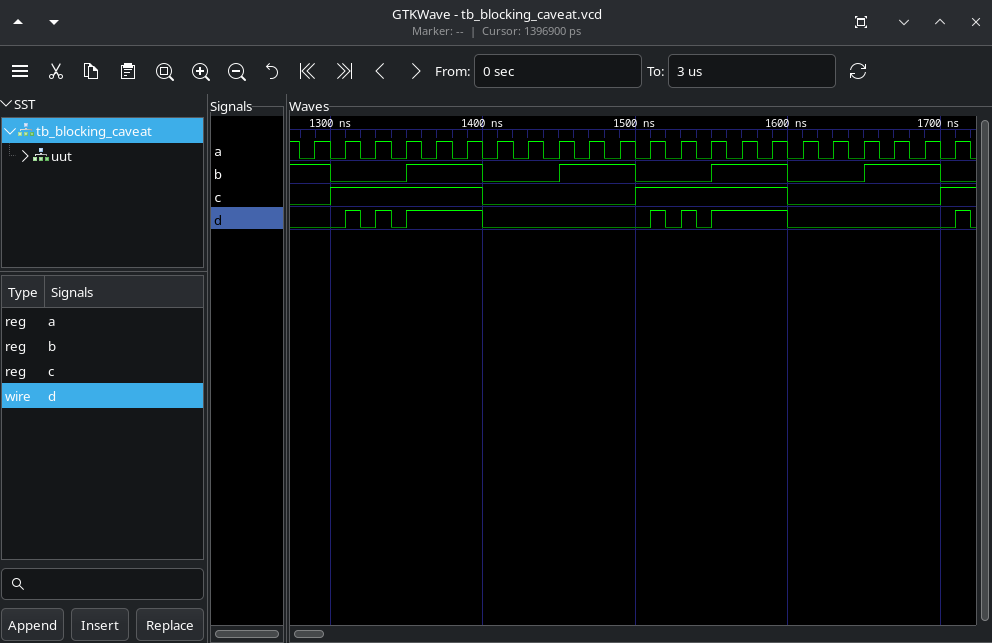 GTKWave - tb_blocking_caveat.vcd
Marker: -- | Cursor: 1396900 ps
From: 0 sec To: 3 us
SST
tb_blocking_caveat
uut
Type Signals
reg a
reg b
reg c
wire d
Append Insert Replace
Signals
a
b
c
d
Waves
1300 ns 1400 ns 1500 ns 1600 ns 1700 ns